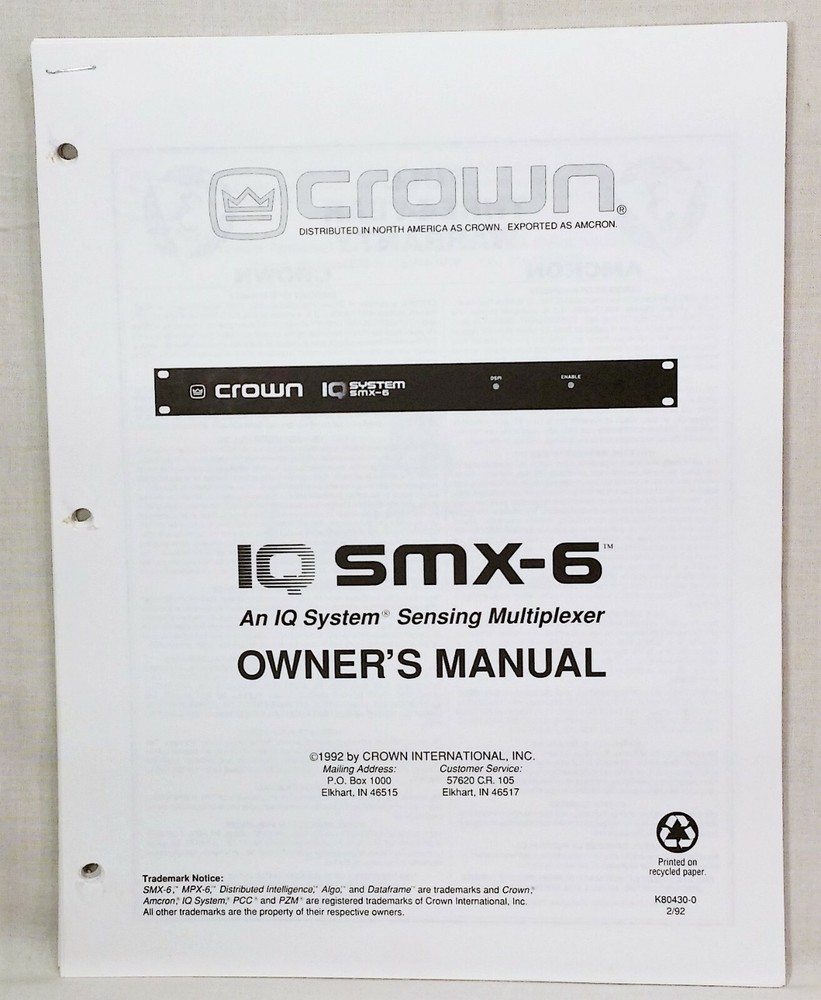 crown®
DISTRIBUTED IN NORTH AMERICA AS CROWN. EXPORTED AS AMCRON.
crown IQ SYSTEM SMX-6 DSPI ENABLE
IQ SMX-6™
An IQ System® Sensing Multiplexer
OWNER'S MANUAL
©1992 by CROWN INTERNATIONAL, INC.
Mailing Address: Customer Service:
P.O. Box 1000 57620 C.R. 105
Elkhart, IN 46515 Elkhart, IN 46517
Printed on
recycled paper.
Trademark Notice:
SMX-6,™ MPX-6,™ Distributed Intelligence,™ Algo,™ and Dataframe™ are trademarks and Crown,®
Amcron,® IQ System,® PCC® and PZM® are registered trademarks of Crown International, Inc.
All other trademarks are the property of their respective owners.
K80430-0
2/92